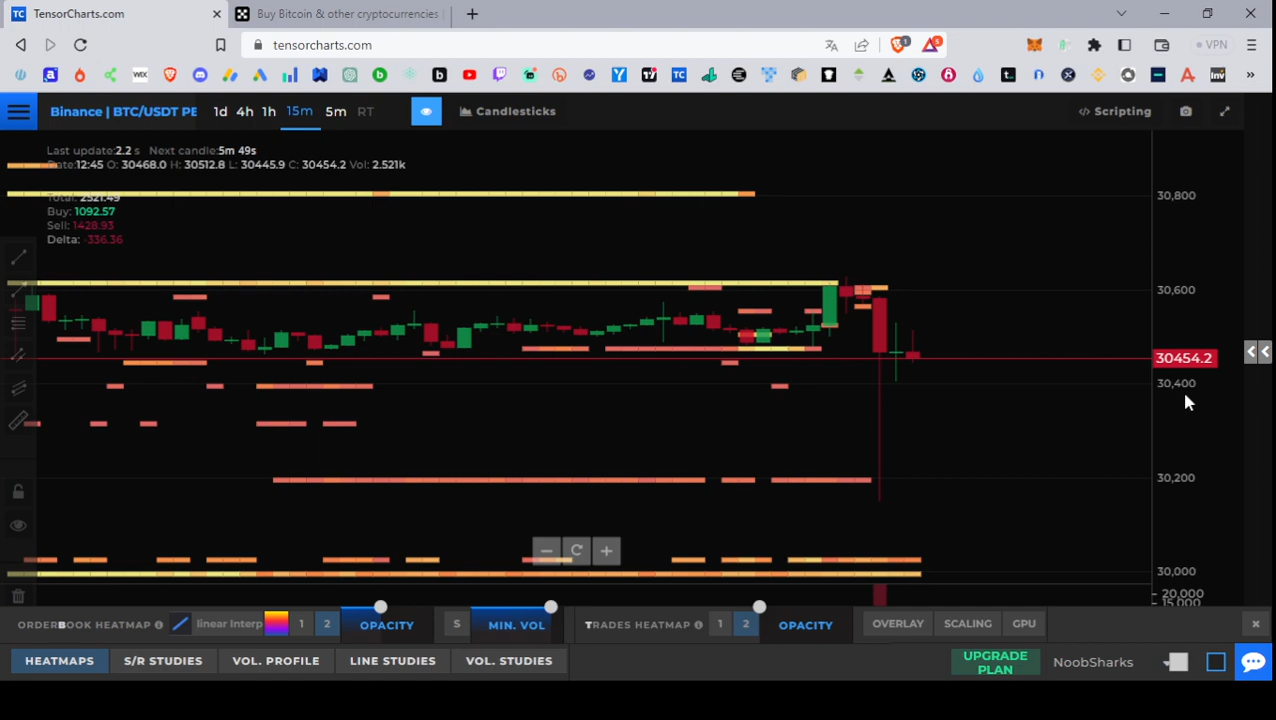 TC TensorCharts.com
Buy Bitcoin & other cryptocurrencies
tensorcharts.com
1
5
VPN
Binance | BTC/USDT PE
1d 4h 1h 15m 5m RT
Candlesticks
</> Scripting
Last update:2.2 s Next candle:5m 49s
Date:12:45 O: 30468.0 H: 30512.8 L: 30445.9 C: 30454.2 Vol: 2.521k
Total: 2521.49
Buy: 1092.57
Sell: 1428.93
Delta: -336.36
30,800
30,600
30454.2
30,400
30,200
30,000
20,000
15,000
ORDERBOOK HEATMAP
linear Interp
1
2
OPACITY
S
MIN. VOL
TRADES HEATMAP
1
2
OPACITY
OVERLAY
SCALING
GPU
HEATMAPS
S/R STUDIES
VOL. PROFILE
LINE STUDIES
VOL. STUDIES
UPGRADE
PLAN
NoobSharks